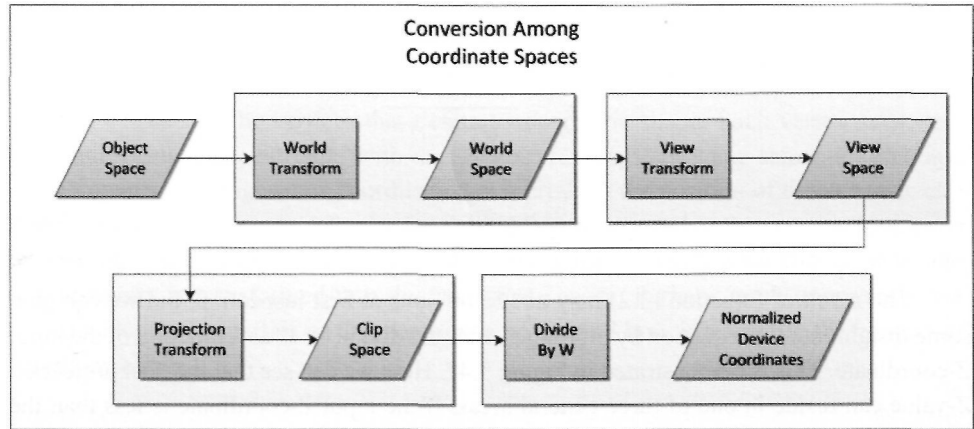 Conversion Among
Coordinate Spaces
Object
Space
World
Transform
World
Space
View
Transform
View
Space
Projection
Transform
Clip
Space
Divide
By W
Normalized
Device
Coordinates